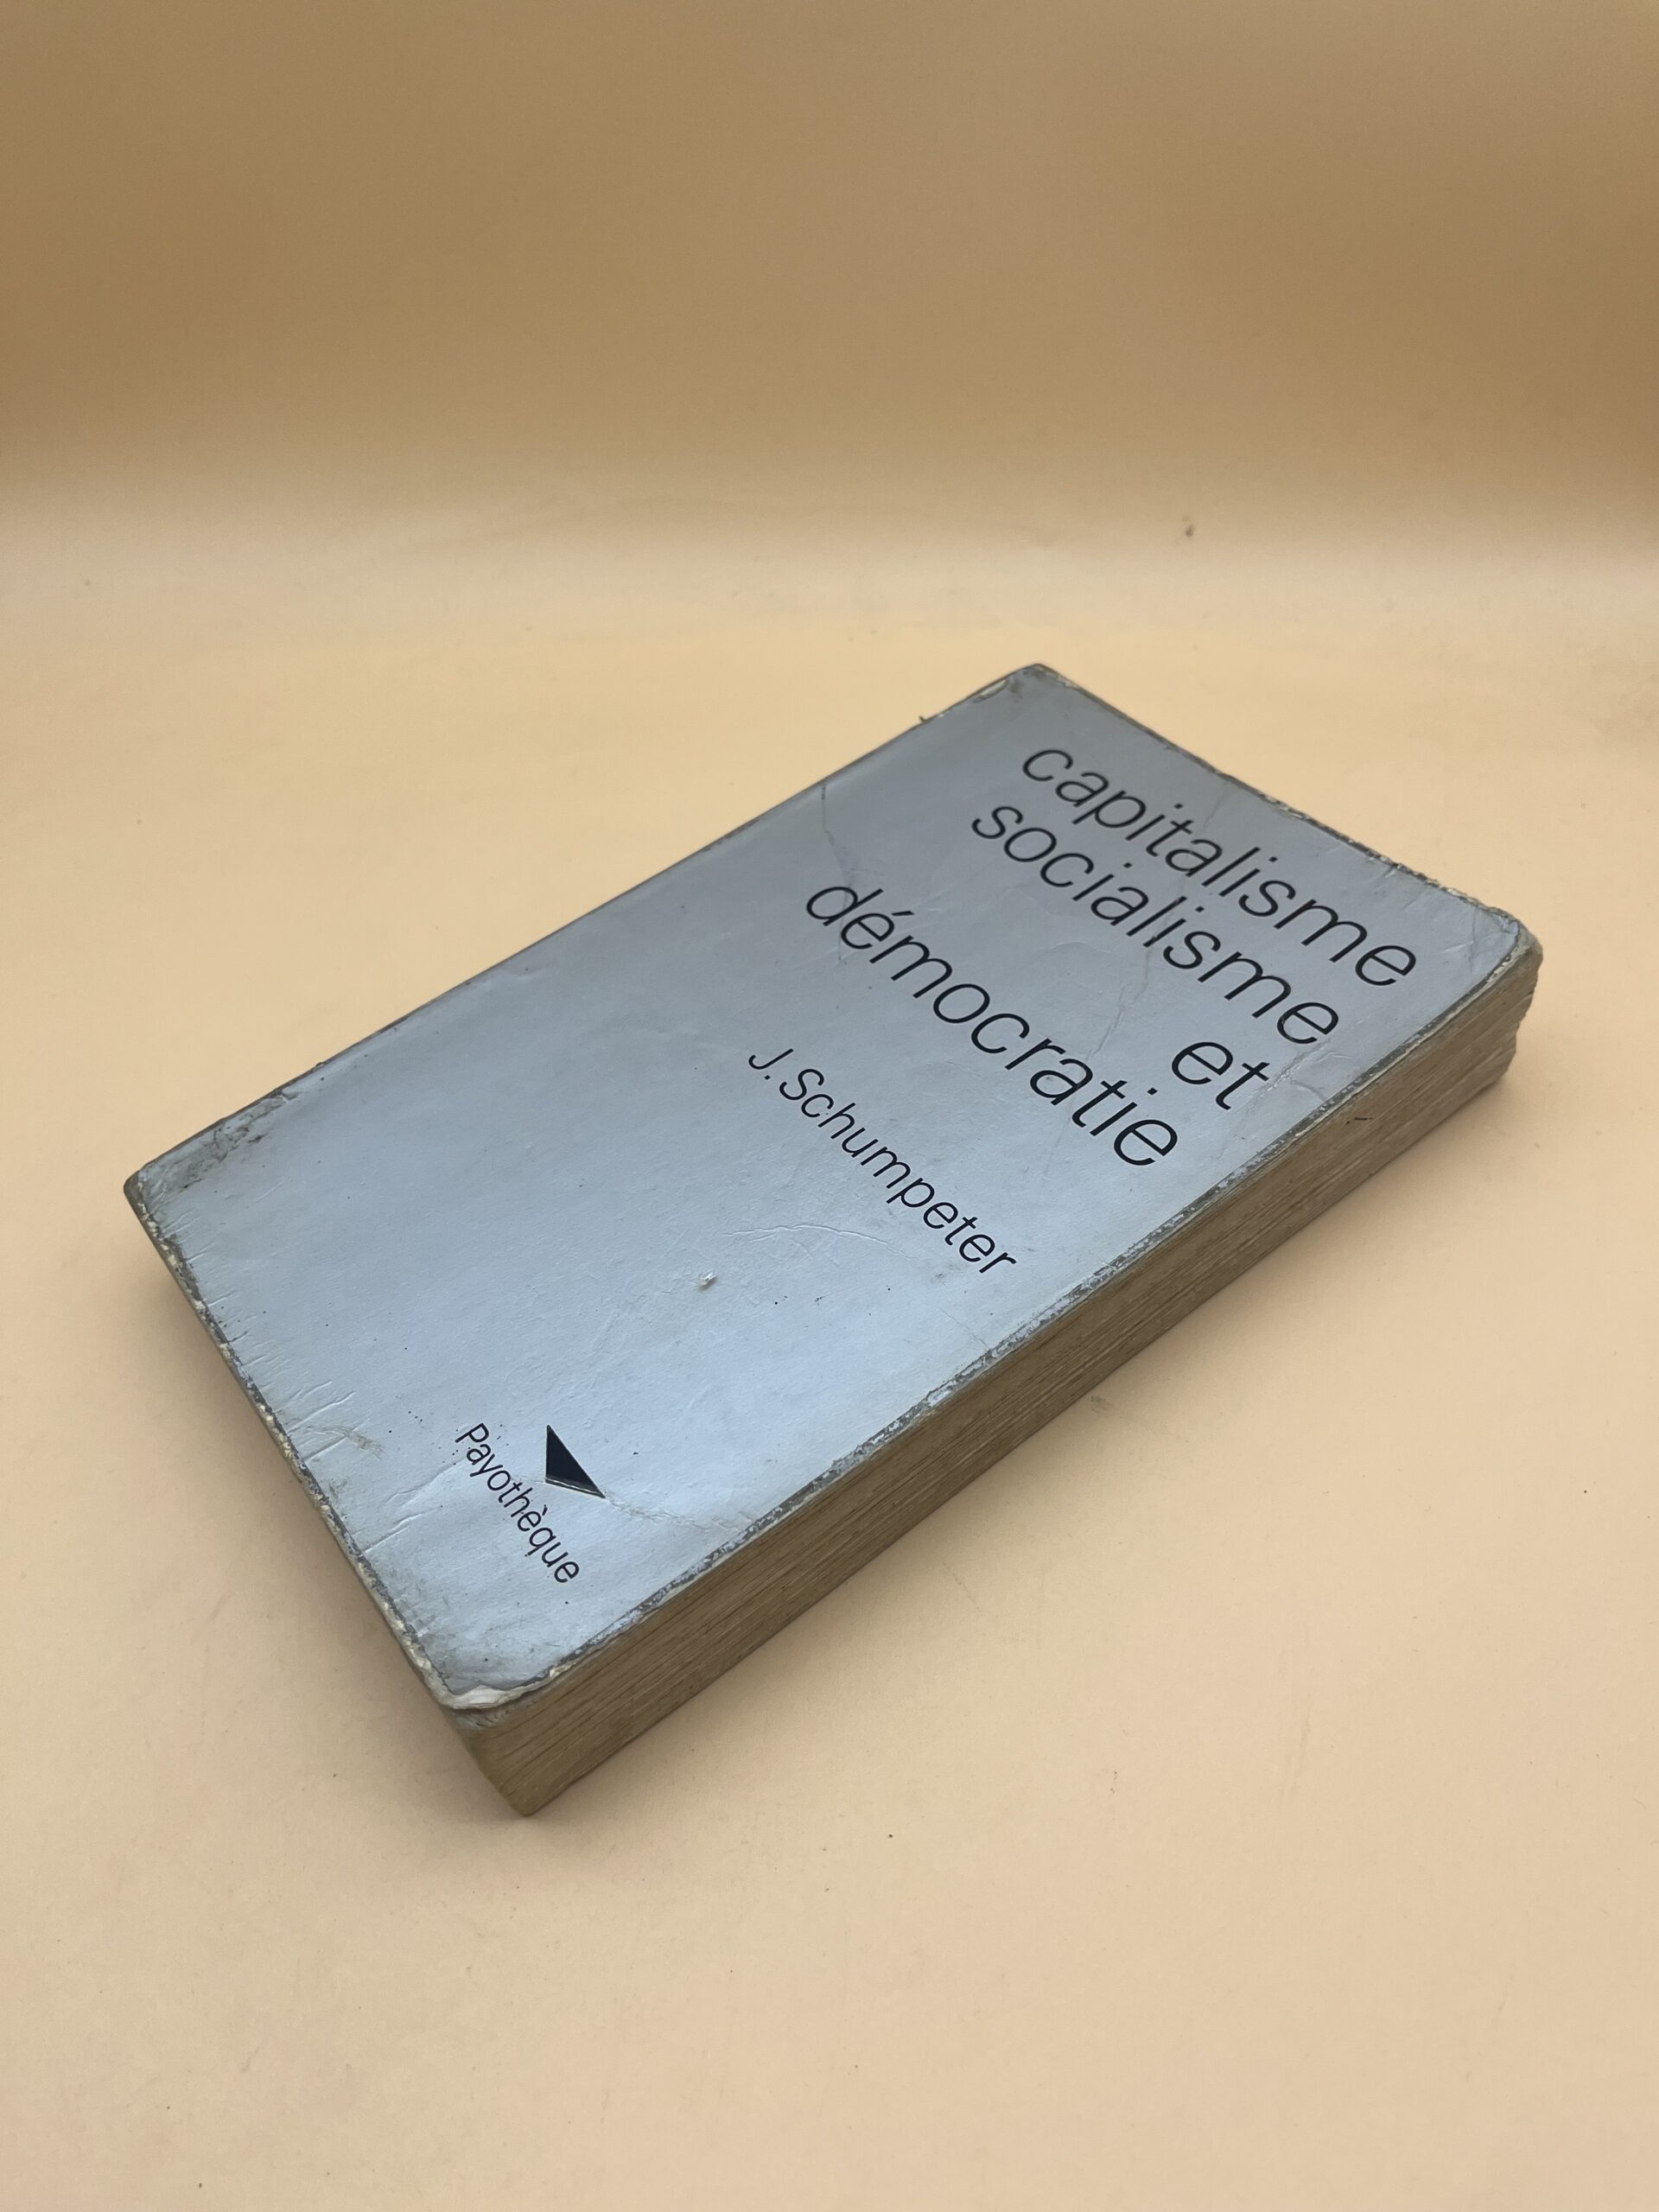 capitalisme
socialisme
et
démocratie
J. Schumpeter
Payothèque